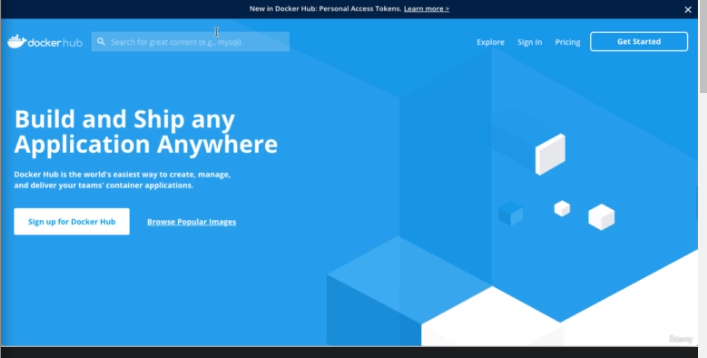 New in Docker Hub: Personal Access Tokens. Learn more >
docker hub
Search for great content (e.g., mysql)
Explore
Sign In
Pricing
Get Started
Build and Ship any
Application Anywhere
Docker Hub is the world's easiest way to create, manage,
and deliver your teams' container applications.
Sign up for Docker Hub
Browse Popular Images
Udemy